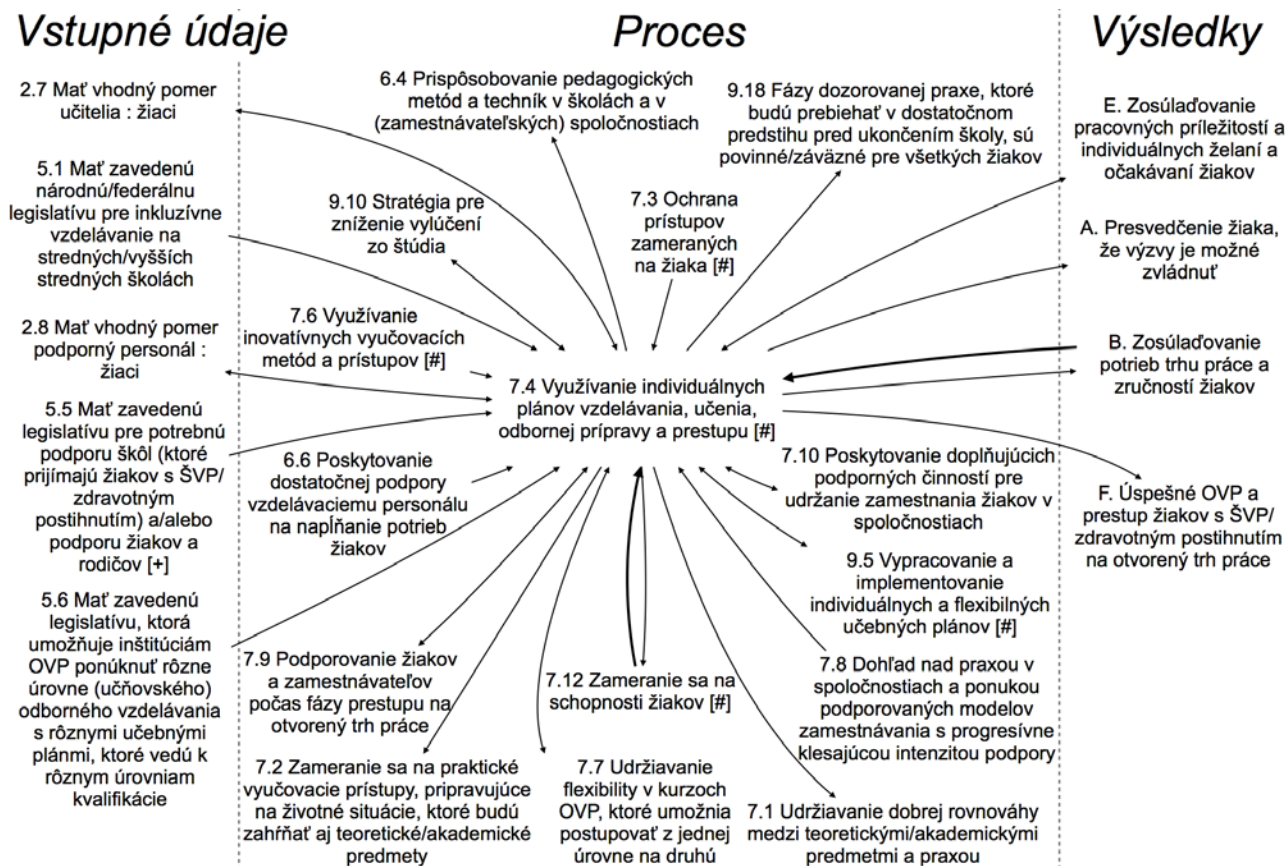 Vstupné údaje
Proces
Výsledky
2.7 Mať vhodný pomer
učitelia : žiaci
5.1 Mať zavedenú
národnú/federálnu
legislatívu pre inkluzívne
vzdelávanie na
stredných/vyšších
stredných školách
2.8 Mať vhodný pomer
podporný personál :
žiaci
5.5 Mať zavedenú
legislatívu pre potrebnú
podporu škôl (ktoré
prijímajú žiakov s ŠVP/
zdravotným
postihnutím) a/alebo
podporu žiakov a
rodičov [+]
5.6 Mať zavedenú
legislatívu, ktorá
umožňuje inštitúciám
OVP ponúknuť rôzne
úrovne (učňovského)
odborného vzdelávania
s rôznymi učebnými
plánmi, ktoré vedú k
rôznym úrovniam
kvalifikácie
6.4 Prispôsobovanie pedagogických
metód a techník v školách a v
(zamestnávateľských) spoločnostiach
9.18 Fázy dozorovanej praxe, ktoré
budú prebiehať v dostatočnom
predstihu pred ukončením školy, sú
povinné/záväzné pre všetkých žiakov
9.10 Stratégia pre
zníženie vylúčení
zo štúdia
7.3 Ochrana
prístupov
zameraných
na žiaka [#]
7.6 Využívanie
inovatívnych vyučovacích
metód a prístupov [#]
7.4 Využívanie individuálnych
plánov vzdelávania, učenia,
odbornej prípravy a prestupu [#]
6.6 Poskytovanie
dostatočnej podpory
vzdelávaciemu personálu
na napĺňanie potrieb
žiakov
7.10 Poskytovanie doplňujúcich
podporných činností pre
udržanie zamestnania žiakov v
spoločnostiach
9.5 Vypracovanie a
implementovanie
individuálnych a flexibilných
učebných plánov [#]
7.9 Podporovanie žiakov
a zamestnávateľov
počas fázy prestupu na
otvorený trh práce
7.12 Zameranie sa na
schopnosti žiakov [#]
7.8 Dohľad nad praxou v
spoločnostiach a ponukou
podporovaných modelov
zamestnávania s progresívne
klesajúcou intenzitou podpory
7.2 Zameranie sa na praktické
vyučovacie prístupy, pripravujúce
na životné situácie, ktoré budú
zahŕňať aj teoretické/akademické
predmety
7.7 Udržiavanie
flexibility v kurzoch
OVP, ktoré umožnia
postupovať z jednej
úrovne na druhú
7.1 Udržiavanie dobrej rovnováhy
medzi teoretickými/akademickými
predmetmi a praxou
E. Zosúlaďovanie
pracovných príležitostí a
individuálnych želaní a
očakávaní žiakov
A. Presvedčenie žiaka,
že výzvy je možné
zvládnuť
B. Zosúlaďovanie
potrieb trhu práce a
zručností žiakov
F. Úspešné OVP a
prestup žiakov s ŠVP/
zdravotným postihnutím
na otvorený trh práce